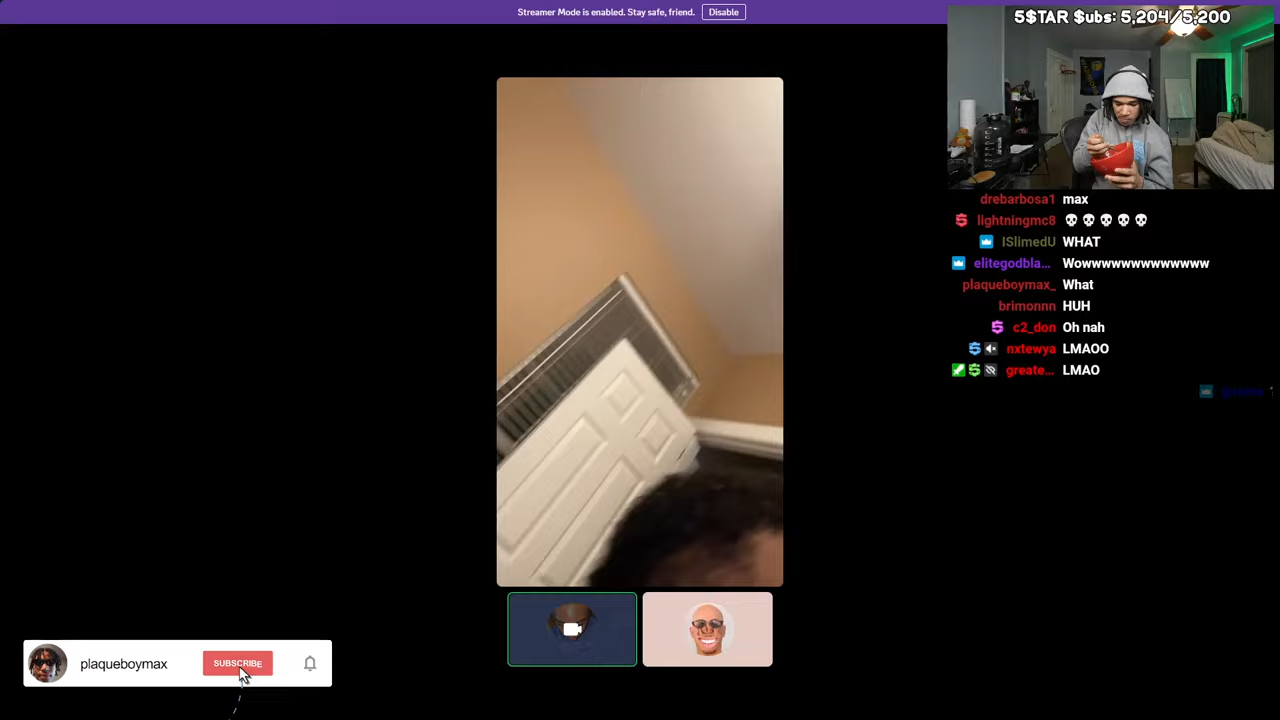 Streamer Mode is enabled. Stay safe, friend. Disable
5$TAR $ubs: 5,204/5,200
drebarbosa1 max
lightningmc8 💀💀💀💀💀
ISlimedU WHAT
elitegodbla... Wowwwwwwwwwwwww
plaqueboymax_ What
brimonnn HUH
c2_don Oh nah
nxtewya LMAOO
greate... LMAO
plaqueboymax SUBSCRIBE